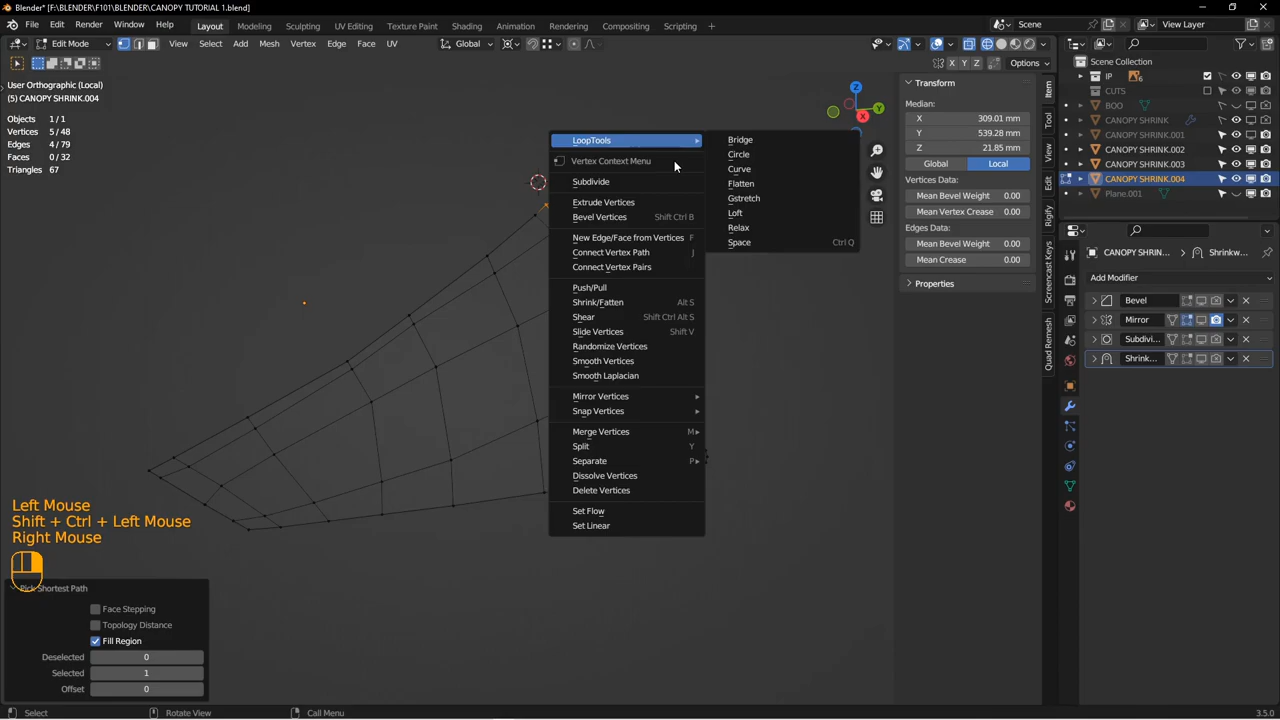 Blender* [F:\F101\BLENDER\CANOPY TUTORIAL 1.blend]
File Edit Render Window Help Layout Modeling Sculpting UV Editing Texture Paint Shading Animation Rendering Compositing Scripting + Scene View Layer
Edit Mode View Select Add Mesh Vertex Edge Face UV Global
X Y Z Options
User Orthographic (Local)
(5) CANOPY SHRINK.004
Objects 1/1
Vertices 5/48
Edges 4/79
Faces 0/32
Triangles 67
Z
Y
X
LoopTools
Vertex Context Menu
Subdivide
Extrude Vertices
Bevel Vertices Shift Ctrl B
New Edge/Face from Vertices F
Connect Vertex Path J
Connect Vertex Pairs
Push/Pull
Shrink/Fatten Alt S
Shear Shift Ctrl Alt S
Slide Vertices Shift V
Randomize Vertices
Smooth Vertices
Smooth Laplacian
Mirror Vertices
Snap Vertices
Merge Vertices M
Split Y
Separate P
Dissolve Vertices
Delete Vertices
Set Flow
Set Linear
Bridge
Circle
Curve
Flatten
Gstretch
Loft
Relax
Space Ctrl Q
Transform
Median:
X 309.01 mm
Y 539.28 mm
Z 21.85 mm
Global Local
Vertices Data:
Mean Bevel Weight 0.00
Mean Vertex Crease 0.00
Edges Data:
Mean Bevel Weight 0.00
Mean Crease 0.00
Properties
Item
Tool
View
Edit
Rigify
Screencast Keys
Quad Remesh
Scene Collection
IP 6
CUTS
BOO
CANOPY SHRINK
CANOPY SHRINK.001
CANOPY SHRINK.002
CANOPY SHRINK.003
CANOPY SHRINK.004
Plane.001
CANOPY SHRIN... Shrinkw...
Add Modifier
Bevel
Mirror
Subdivi...
Shrink...
Left Mouse
Shift + Ctrl + Left Mouse
Right Mouse
Pick Shortest Path
Face Stepping
Topology Distance
Fill Region
Deselected 0
Selected 1
Offset 0
Select Rotate View Call Menu 3.5.0